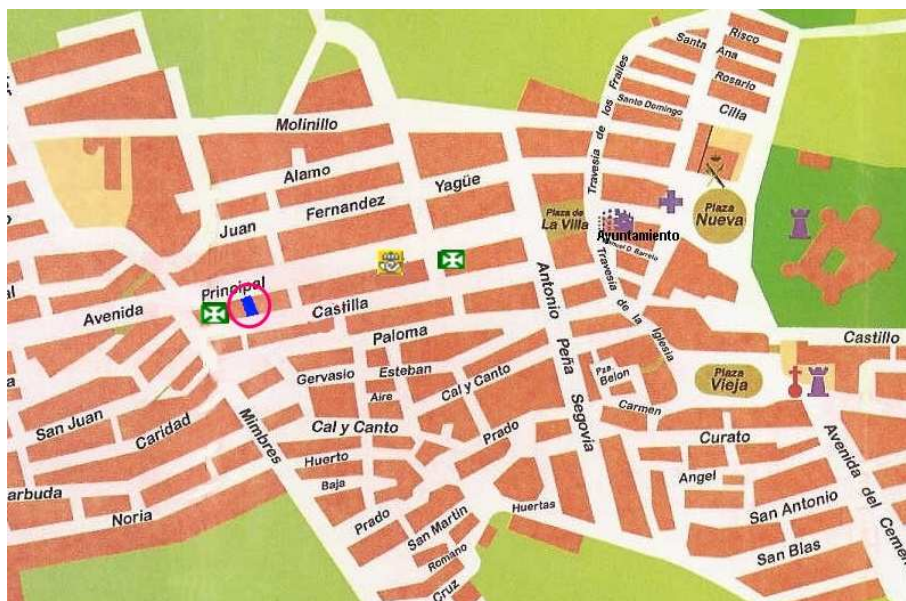 Risco
Santa Ana
Rosario
Santo Domingo
Cilla
Travesia de los Frailes
Molinillo
Alamo
Yagüe
Fernandez
Juan
Plaza de
La Villa
Plaza
Nueva
Ayuntamiento
Principal
Avenida
Castilla
Antonio
Travesia de la Iglesia
Paloma
Castillo
Peña
Pza.
Belon
Plaza
Vieja
Gervasio
Esteban
Cal y Canto
Aire
Segovia
Carmen
San Juan
Caridad
Mimbres
Cal y Canto
Prado
Curato
Avenida del Cemen
Huerto
Baja
Angel
arbuda
Noria
Prado
San Martin
Huertas
San Antonio
Romano
San Blas
Cruz